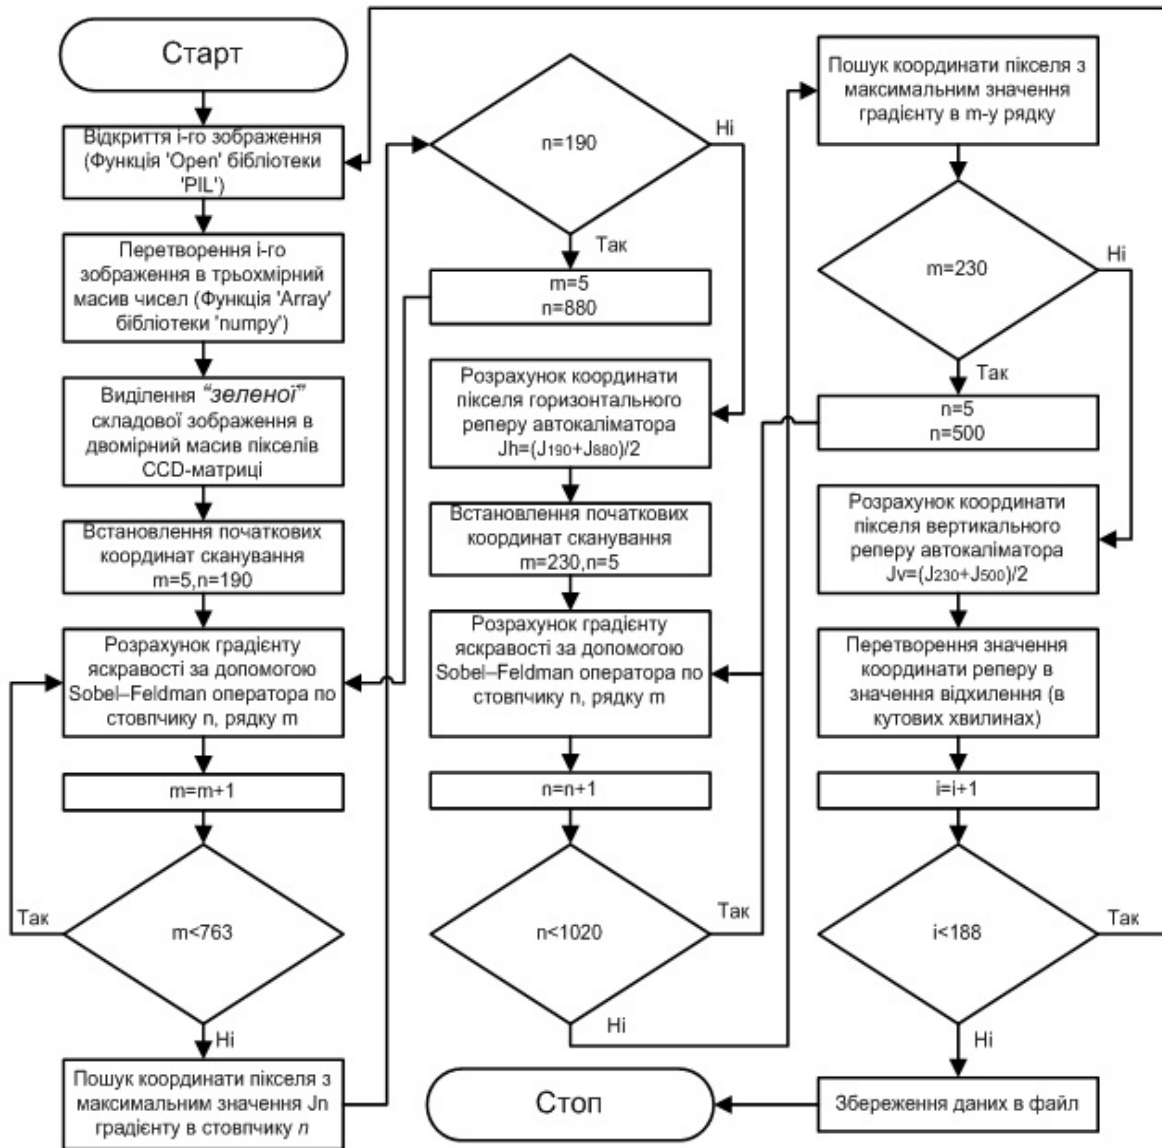 Старт
Відкриття і-го зображення
(Функція 'Open' бібліотеки
'PIL')
Перетворення і-го
зображення в трьохмірний
масив чисел (Функція 'Array'
бібліотеки 'numpy')
Виділення “зеленої”
складової зображення в
двомірний масив пікселів
CCD-матриці
Встановлення початкових
координат сканування
m=5,n=190
Розрахунок градієнту
яскравості за допомогою
Sobel–Feldman оператора по
стовпчику n, рядку m
m=m+1
m<763
Так
Ні
Пошук координати пікселя з
максимальним значення Jn
градієнту в стовпчику n
n=190
Ні
Так
m=5
n=880
Розрахунок координати
пікселя горизонтального
реперу автокаліматора
Jh=(J190+J880)/2
Встановлення початкових
координат сканування
m=230,n=5
Розрахунок градієнту
яскравості за допомогою
Sobel–Feldman оператора по
стовпчику n, рядку m
n=n+1
n<1020
Так
Ні
Пошук координати пікселя з
максимальним значення
градієнту в m-у рядку
m=230
Ні
Так
n=5
n=500
Розрахунок координати
пікселя вертикального
реперу автокаліматора
Jv=(J230+J500)/2
Перетворення значення
координати реперу в
значення відхилення (в
кутових хвилинах)
i=i+1
i<188
Так
Ні
Збереження даних в файл
Стоп